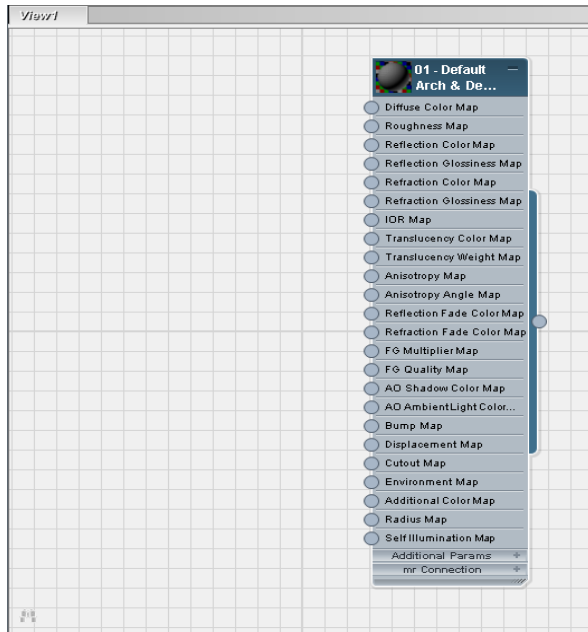 View1
01 - Default
Arch & De...
Diffuse Color Map
Roughness Map
Reflection Color Map
Reflection Glossiness Map
Refraction Color Map
Refraction Glossiness Map
IOR Map
Translucency Color Map
Translucency Weight Map
Anisotropy Map
Anisotropy Angle Map
Reflection Fade Color Map
Refraction Fade Color Map
FG Multiplier Map
FG Quality Map
AO Shadow Color Map
AO Ambient Light Color...
Bump Map
Displacement Map
Cutout Map
Environment Map
Additional Color Map
Radius Map
Self Illumination Map
Additional Params +
mr Connection +